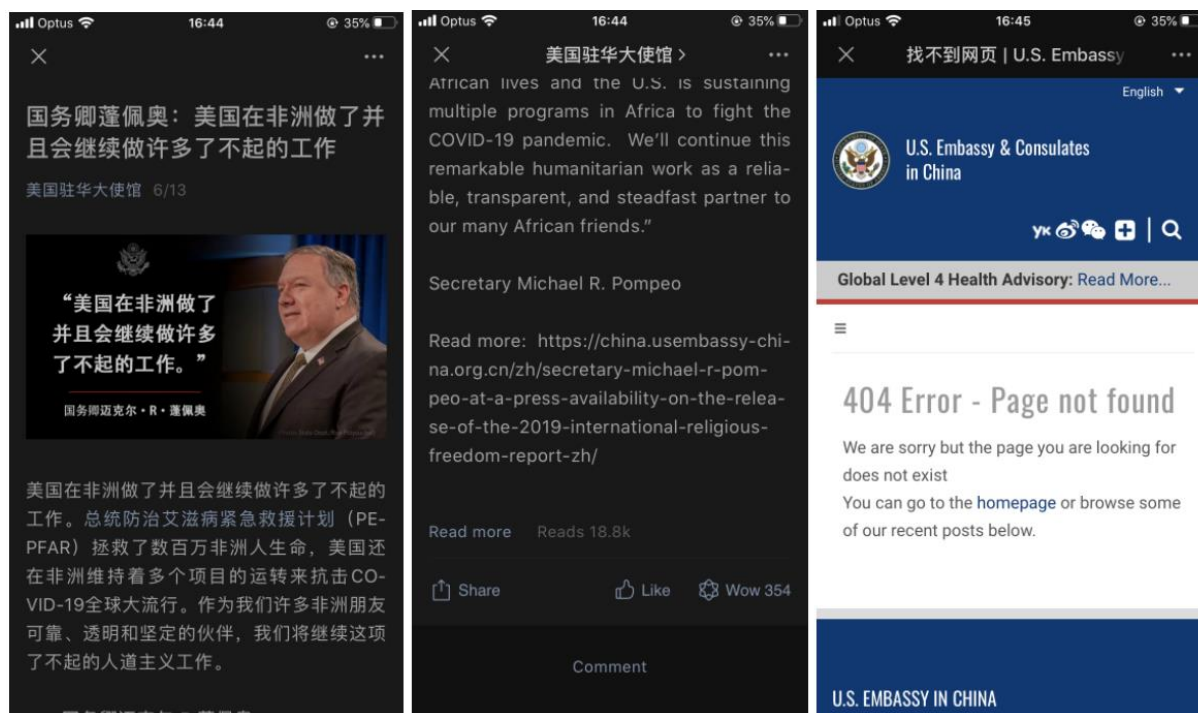 Optus 16:44 35%
国务卿蓬佩奥：美国在非洲做了并
且会继续做许多了不起的工作
美国驻华大使馆 6/13
“美国在非洲做了
并且会继续做许多
了不起的工作。”
国务卿迈克尔·R·蓬佩奥
美国在非洲做了并且会继续做许多了不起的
工作。总统防治艾滋病紧急救援计划（PE-
PFAR）拯救了数百万非洲人生命，美国还
在非洲维持着多个项目的运转来抗击CO-
VID-19全球大流行。作为我们许多非洲朋友
可靠、透明和坚定的伙伴，我们将继续这项
了不起的人道主义工作。
Optus 16:44 35%
美国驻华大使馆 >
African lives and the U.S. is sustaining
multiple programs in Africa to fight the
COVID-19 pandemic. We’ll continue this
remarkable humanitarian work as a relia-
ble, transparent, and steadfast partner to
our many African friends.”
Secretary Michael R. Pompeo
Read more: https://china.usembassy-chi-
na.org.cn/zh/secretary-michael-r-pom-
peo-at-a-press-availability-on-the-relea-
se-of-the-2019-international-religious-
freedom-report-zh/
Read more Reads 18.8k
Share Like Wow 354
Comment
Optus 16:45 35%
找不到网页 | U.S. Embassy
English
U.S. Embassy & Consulates
in China
Global Level 4 Health Advisory: Read More...
404 Error - Page not found
We are sorry but the page you are looking for
does not exist
You can go to the homepage or browse some
of our recent posts below.
U.S. EMBASSY IN CHINA